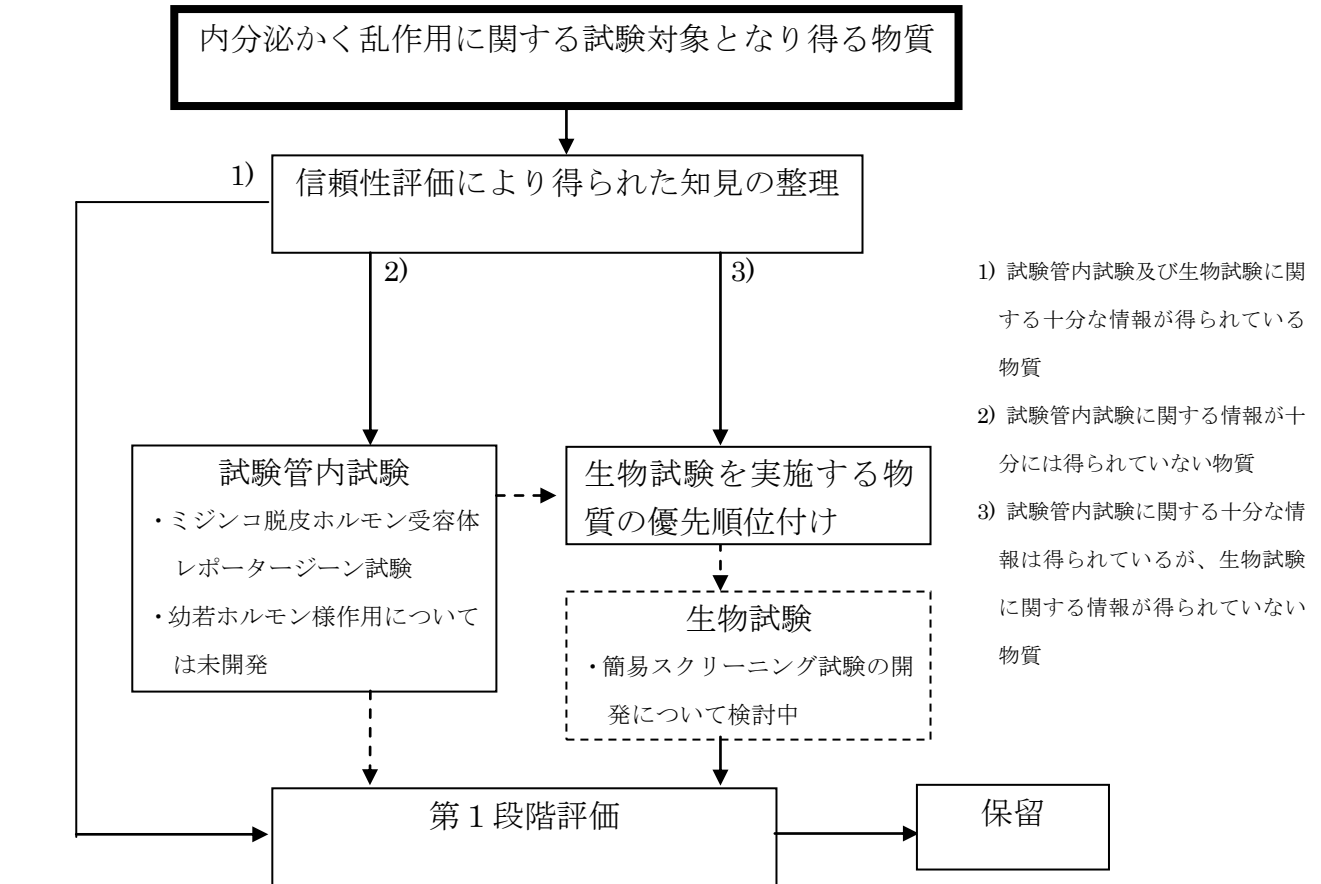 内分泌かく乱作用に関する試験対象となり得る物質
1)
信頼性評価により得られた知見の整理
2)
3)
試験管内試験
・ミジンコ脱皮ホルモン受容体
レポータージーン試験
・幼若ホルモン様作用について
は未開発
生物試験を実施する物
質の優先順位付け
生物試験
・簡易スクリーニング試験の開
発について検討中
第１段階評価
保留
1) 試験管内試験及び生物試験に関
する十分な情報が得られている
物質
2) 試験管内試験に関する情報が十
分には得られていない物質
3) 試験管内試験に関する十分な情
報は得られているが、生物試験
に関する情報が得られていない
物質